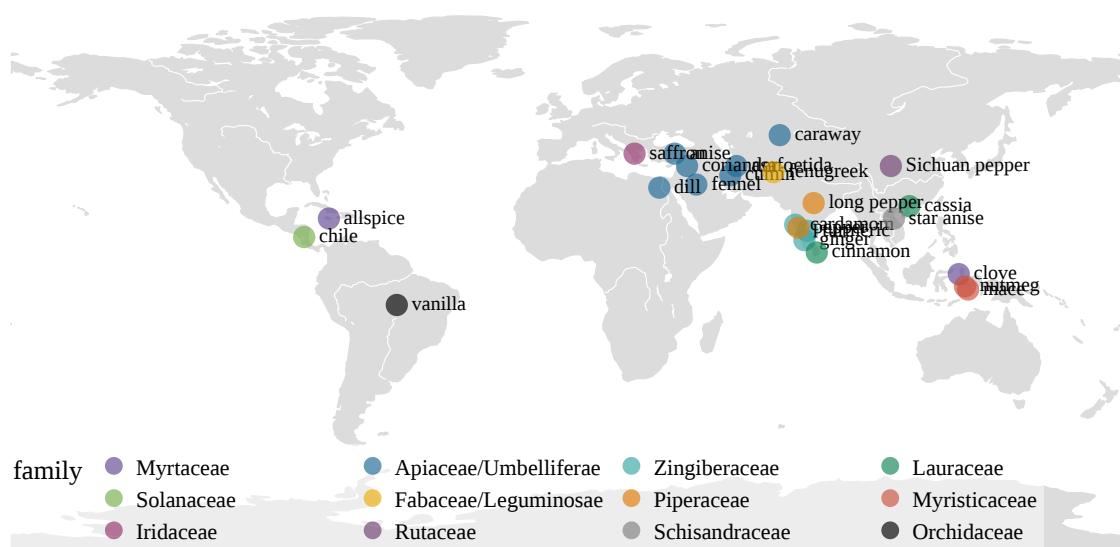 caraway
saffron
anise
coriander
asafoetida
Sichuan pepper
cumin
fenugreek
dill
fennel
long pepper
cassia
allspice
star anise
cardamom
pepper
turmeric
chile
ginger
cinnamon
clove
nutmeg
mace
vanilla
family
Myrtaceae
Apiaceae/Umbelliferae
Zingiberaceae
Lauraceae
Solanaceae
Fabaceae/Leguminosae
Piperaceae
Myristicaceae
Iridaceae
Rutaceae
Schisandraceae
Orchidaceae